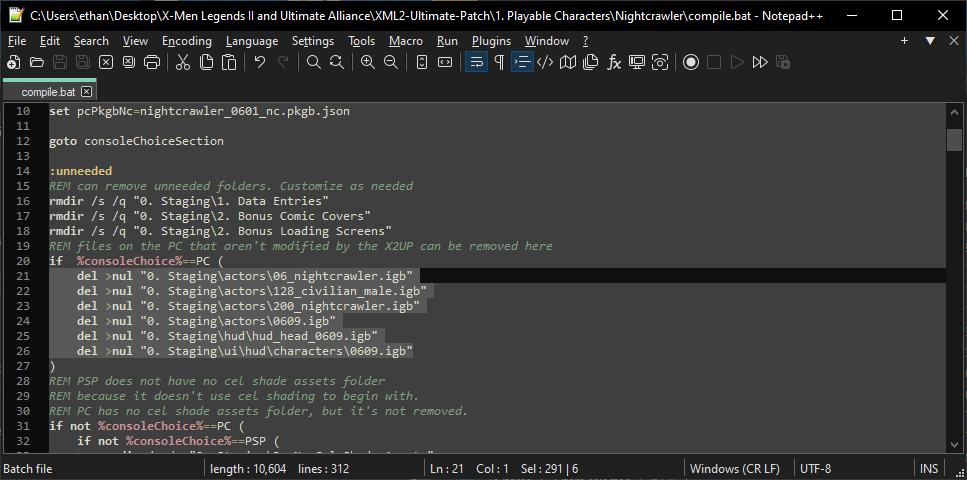 C:\Users\ethan\Desktop\X-Men Legends II and Ultimate Alliance\XML2-Ultimate-Patch\1. Playable Characters\Nightcrawler\compile.bat - Notepad++
File Edit Search View Encoding Language Settings Tools Macro Run Plugins Window ?
compile.bat
10 set pcPkgbNc=nightcrawler_0601_nc.pkgb.json
11
12 goto consoleChoiceSection
13
14 :unneeded
15 REM can remove unneeded folders. Customize as needed
16 rmdir /s /q "0. Staging\1. Data Entries"
17 rmdir /s /q "0. Staging\2. Bonus Comic Covers"
18 rmdir /s /q "0. Staging\2. Bonus Loading Screens"
19 REM files on the PC that aren't modified by the X2UP can be removed here
20 if  %consoleChoice%==PC (
21     del >nul "0. Staging\actors\06_nightcrawler.igb"
22     del >nul "0. Staging\actors\128_civilian_male.igb"
23     del >nul "0. Staging\actors\200_nightcrawler.igb"
24     del >nul "0. Staging\actors\0609.igb"
25     del >nul "0. Staging\hud\hud_head_0609.igb"
26     del >nul "0. Staging\ui\hud\characters\0609.igb"
27 )
28 REM PSP does not have no cel shade assets folder
29 REM because it doesn't use cel shading to begin with.
30 REM PC has no cel shade assets folder, but it's not removed.
31 if not %consoleChoice%==PC (
32     if not %consoleChoice%==PSP (
Batch file length : 10,604 lines : 312 Ln : 21 Col : 1 Sel : 291 | 6 Windows (CR LF) UTF-8 INS